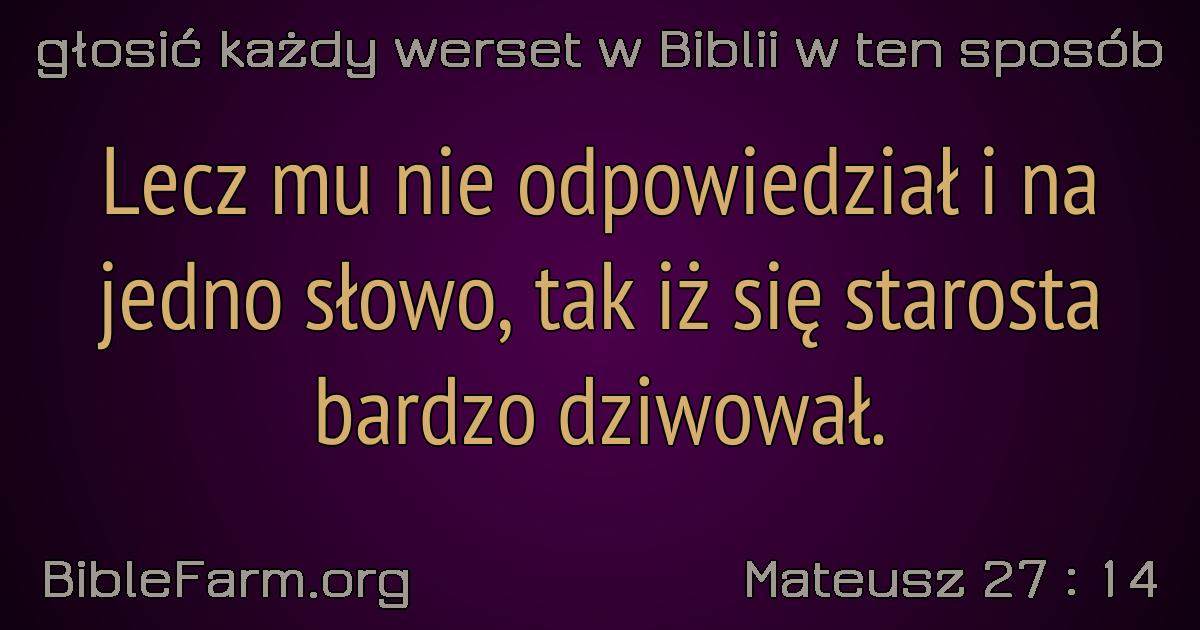 głosić każdy werset w Biblii w ten sposób
Lecz mu nie odpowiedział i na
jedno słowo, tak iż się starosta
bardzo dziwował.
BibleFarm.org
Mateusz 27 : 14